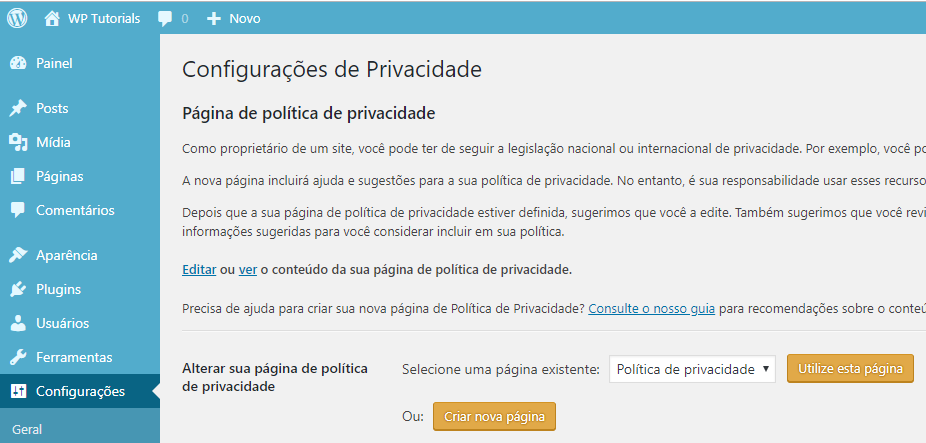 WP Tutorials 0 Novo
Painel
Posts
Mídia
Páginas
Comentários
Aparência
Plugins
Usuários
Ferramentas
Configurações
Geral
Configurações de Privacidade
Página de política de privacidade
Como proprietário de um site, você pode ter de seguir a legislação nacional ou internacional de privacidade. Por exemplo, você
A nova página incluirá ajuda e sugestões para a sua política de privacidade. No entanto, é sua responsabilidade usar esses
Depois que a sua página de política de privacidade estiver definida, sugerimos que você a edite. Também sugerimos que você
informações sugeridas para você considerar incluir em sua política.
Editar ou ver o conteúdo da sua página de política de privacidade.
Precisa de ajuda para criar sua nova página de Política de Privacidade? Consulte o nosso guia para recomendações sobre o
Alterar sua página de política
de privacidade
Selecione uma página existente: Política de privacidade Utilize esta página
Ou: Criar nova página